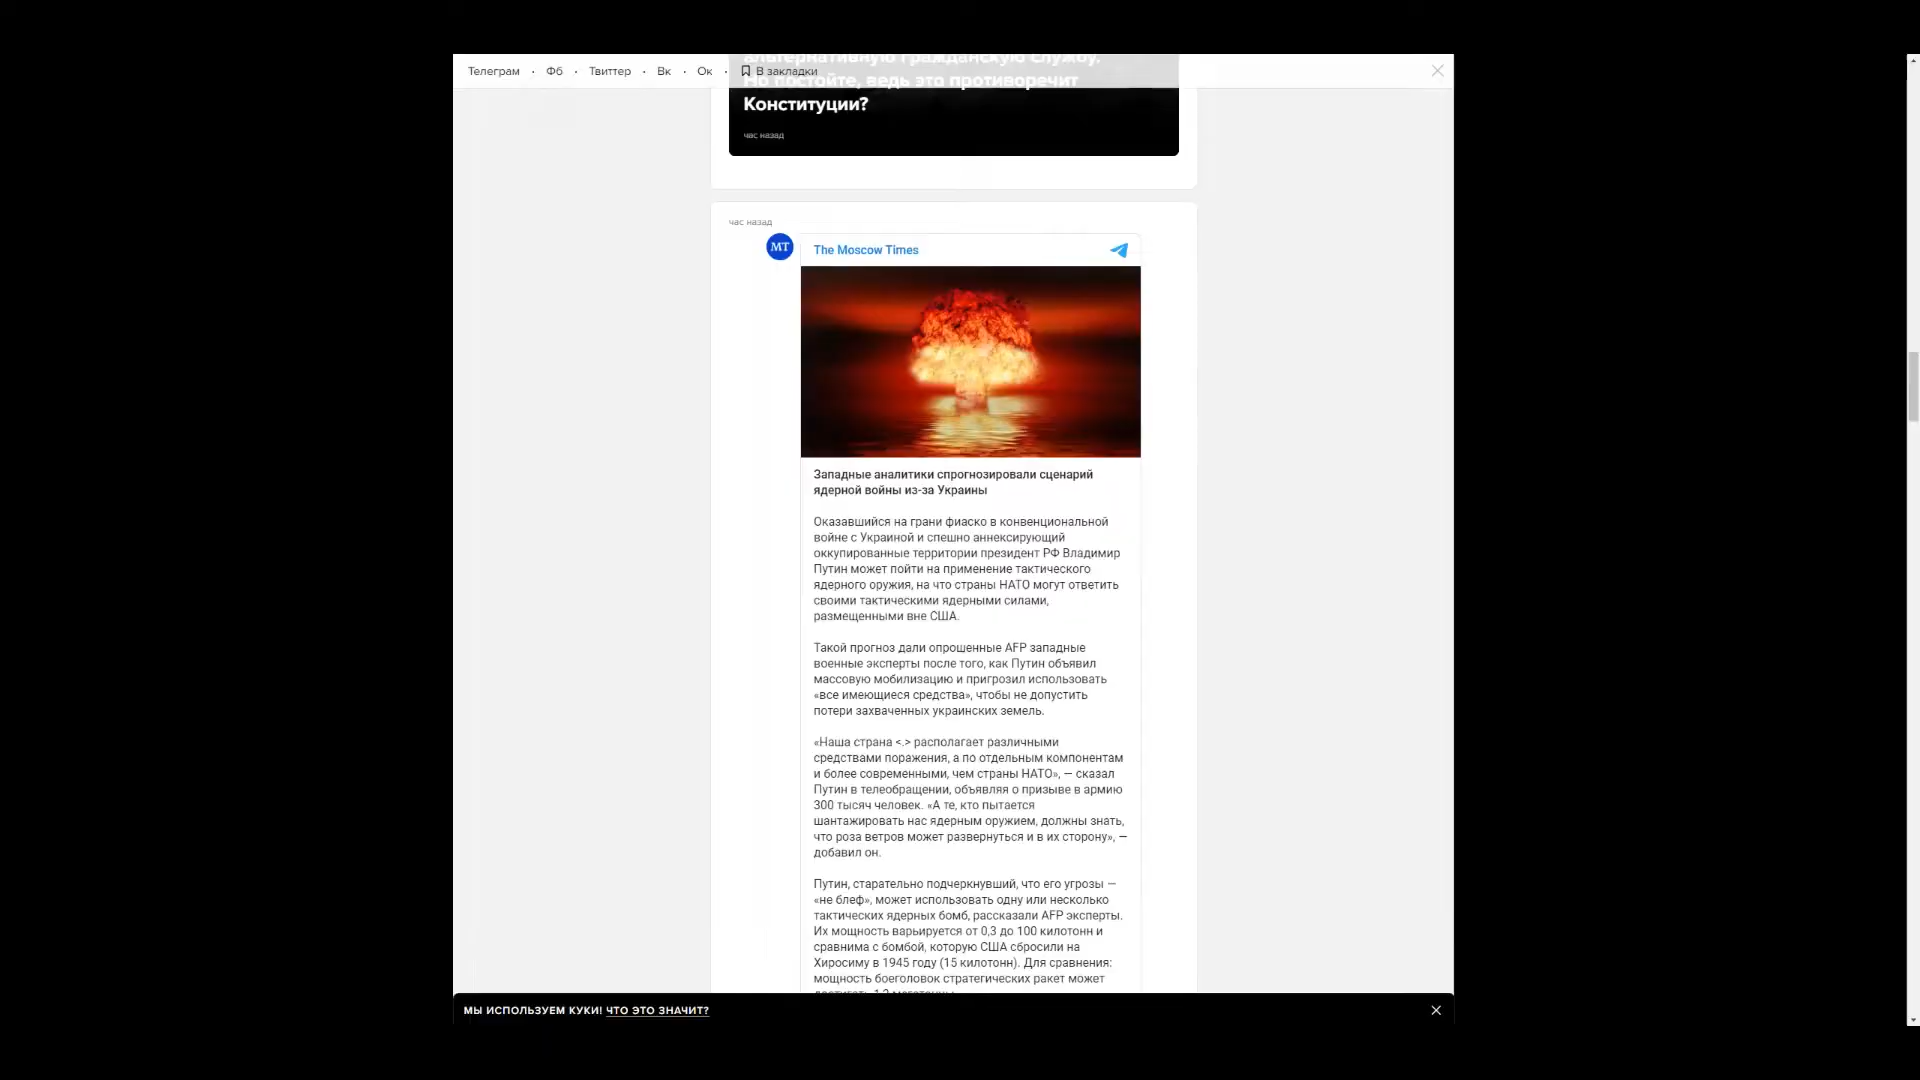 Телеграм · Фб · Твиттер · Вк · Ок · В закладки
альтернативную гражданскую службу.
Но постойте, ведь это противоречит
Конституции?
час назад
час назад
MT
The Moscow Times
Западные аналитики спрогнозировали сценарий
ядерной войны из-за Украины
Оказавшийся на грани фиаско в конвенциональной
войне с Украиной и спешно аннексирующий
оккупированные территории президент РФ Владимир
Путин может пойти на применение тактического
ядерного оружия, на что страны НАТО могут ответить
своими тактическими ядерными силами,
размещенными вне США.
Такой прогноз дали опрошенные AFP западные
военные эксперты после того, как Путин объявил
массовую мобилизацию и пригрозил использовать
«все имеющиеся средства», чтобы не допустить
потери захваченных украинских земель.
«Наша страна <.> располагает различными
средствами поражения, а по отдельным компонентам
и более современными, чем страны НАТО», — сказал
Путин в телеобращении, объявляя о призыве в армию
300 тысяч человек. «А те, кто пытается
шантажировать нас ядерным оружием, должны знать,
что роза ветров может развернуться и в их сторону», —
добавил он.
Путин, старательно подчеркнувший, что его угрозы —
«не блеф», может использовать одну или несколько
тактических ядерных бомб, рассказали AFP эксперты.
Их мощность варьируется от 0,3 до 100 килотонн и
сравнима с бомбой, которую США сбросили на
Хиросиму в 1945 году (15 килотонн). Для сравнения:
мощность боеголовок стратегических ракет может
МЫ ИСПОЛЬЗУЕМ КУКИ! ЧТО ЭТО ЗНАЧИТ?